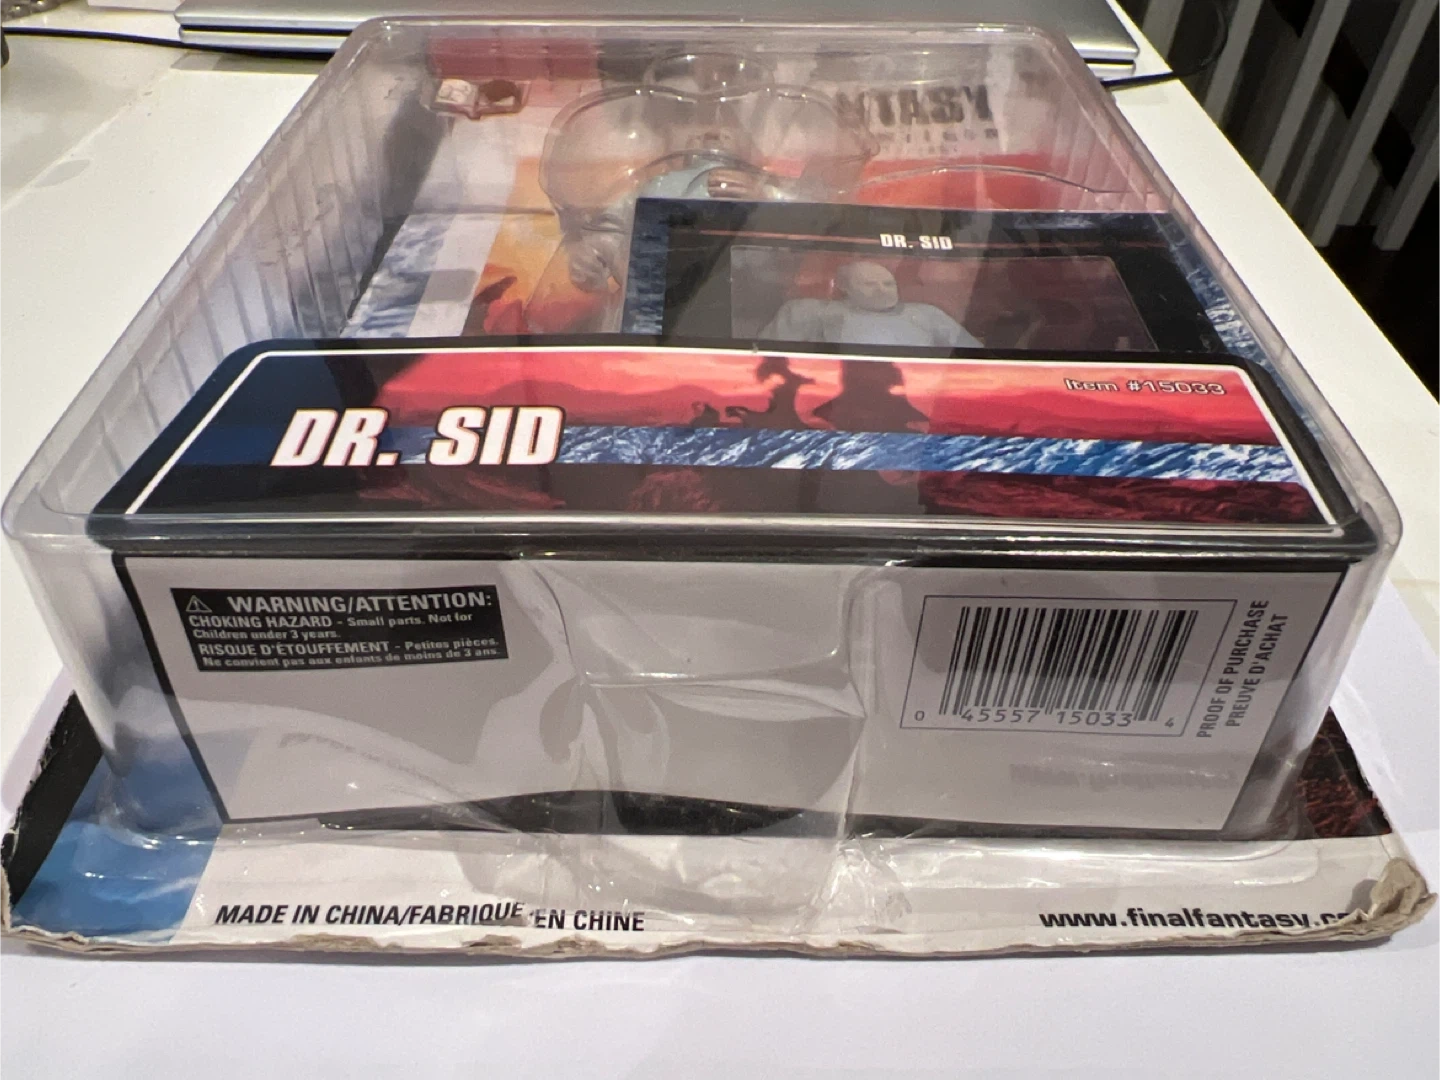 DR. SID
Item #15033
DR. SID
WARNING/ATTENTION:
CHOKING HAZARD - Small parts. Not for
Children under 3 years.
RISQUE D'ÉTOUFFEMENT - Petites pièces.
Ne convient pas aux enfants de moins de 3 ans.
0 45557 15033 4
PROOF OF PURCHASE
PREUVE D'ACHAT
MADE IN CHINA/FABRIQUÉ EN CHINE
www.finalfantasy.c